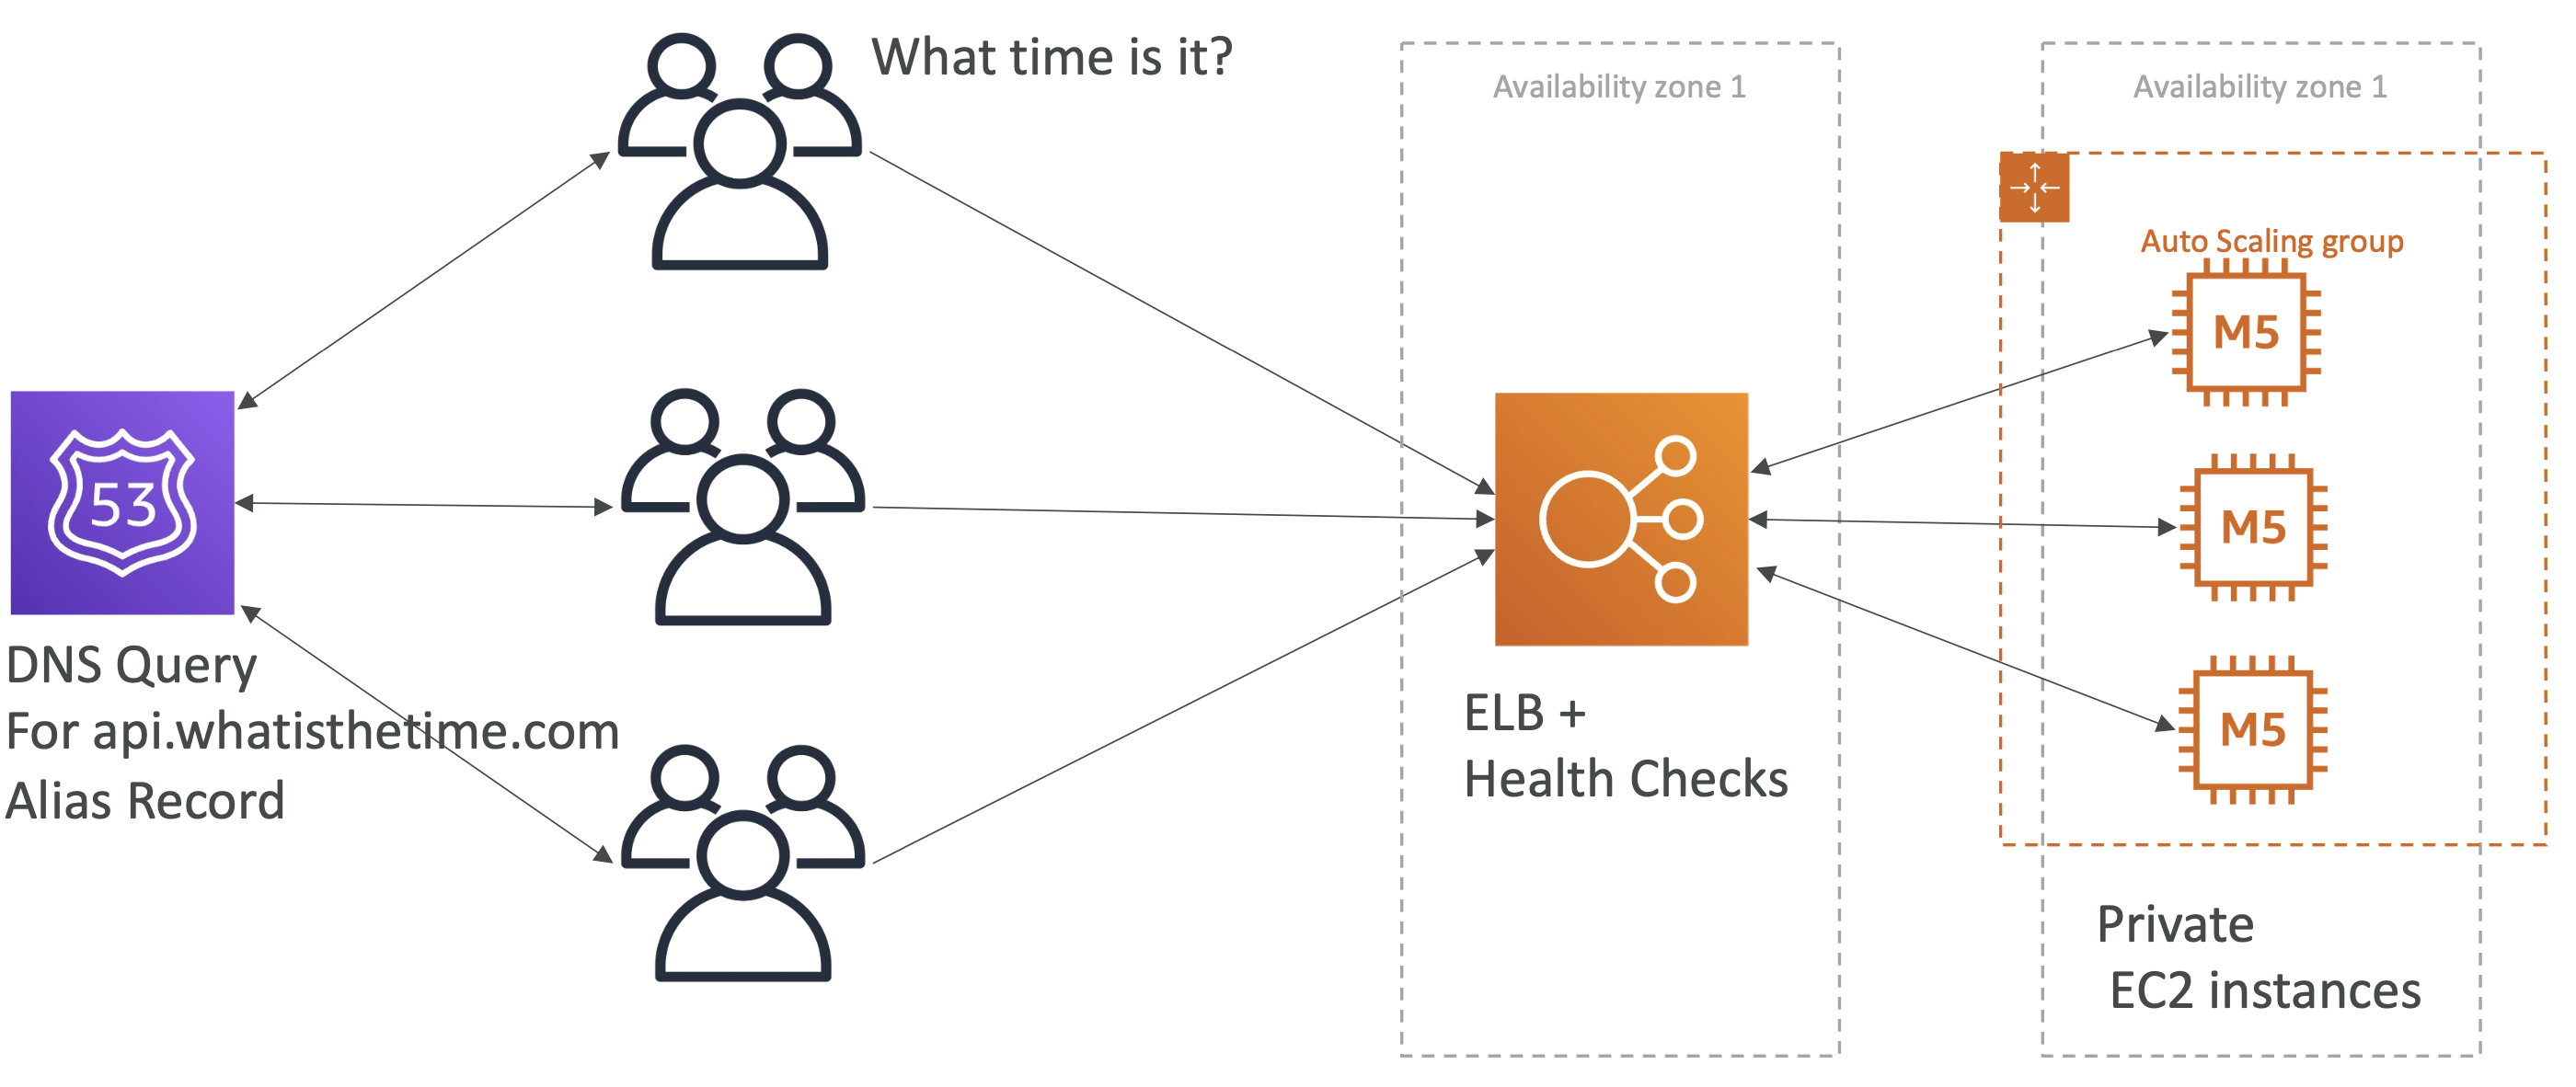 What time is it?
Availability zone 1
Availability zone 1
Auto Scaling group
M5
53
M5
DNS Query
For api.whatisthetime.com
Alias Record
ELB +
Health Checks
M5
Private
EC2 instances